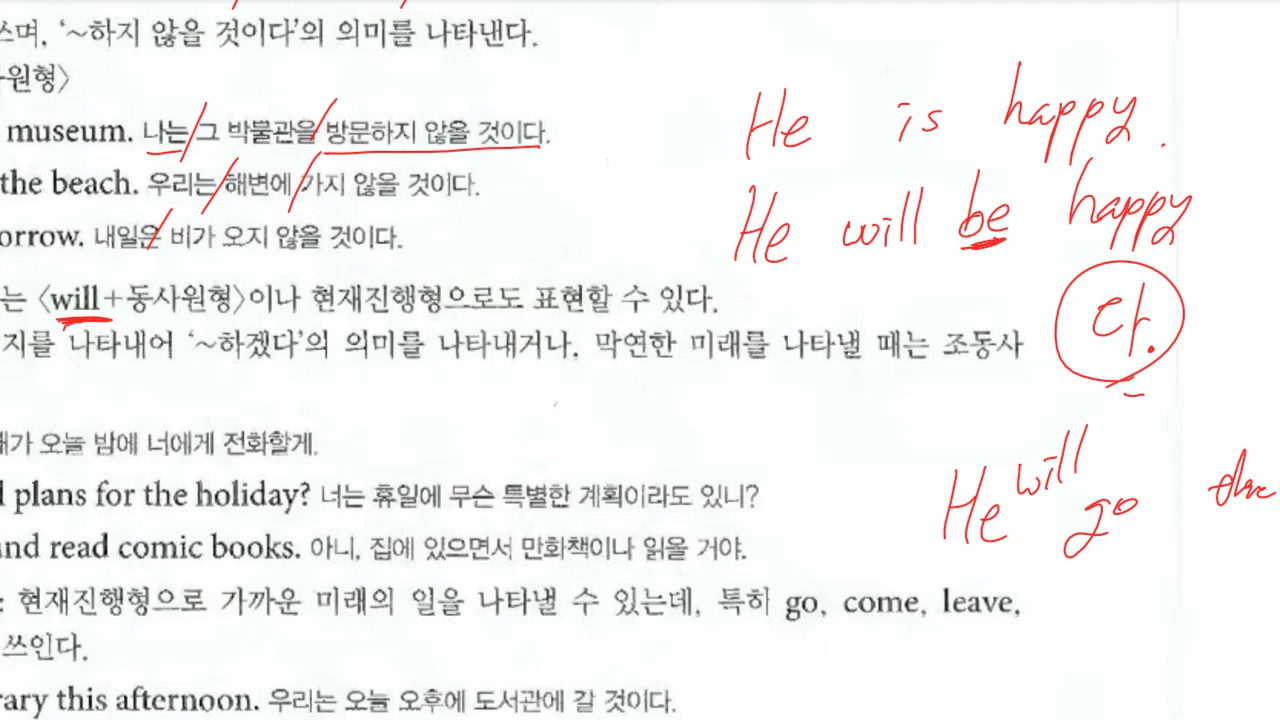 쓰며, '~하지 않을 것이다'의 의미를 나타낸다.
사원형〉
museum. 나는 그 박물관을 방문하지 않을 것이다.
the beach. 우리는 해변에 가지 않을 것이다.
orrow. 내일은 비가 오지 않을 것이다.
는 〈will+동사원형〉이나 현재진행형으로도 표현할 수 있다.
지를 나타내어 '~하겠다'의 의미를 나타내거나, 막연한 미래를 나타낼 때는 조동사
내가 오늘 밤에 너에게 전화할게.
plans for the holiday? 너는 휴일에 무슨 특별한 계획이라도 있니?
and read comic books. 아니, 집에 있으면서 만화책이나 읽을 거야.
: 현재진행형으로 가까운 미래의 일을 나타낼 수 있는데, 특히 go, come, leave,
쓰인다.
rary this afternoon. 우리는 오늘 오후에 도서관에 갈 것이다.
He is happy.
He will be happy
다.
He will go